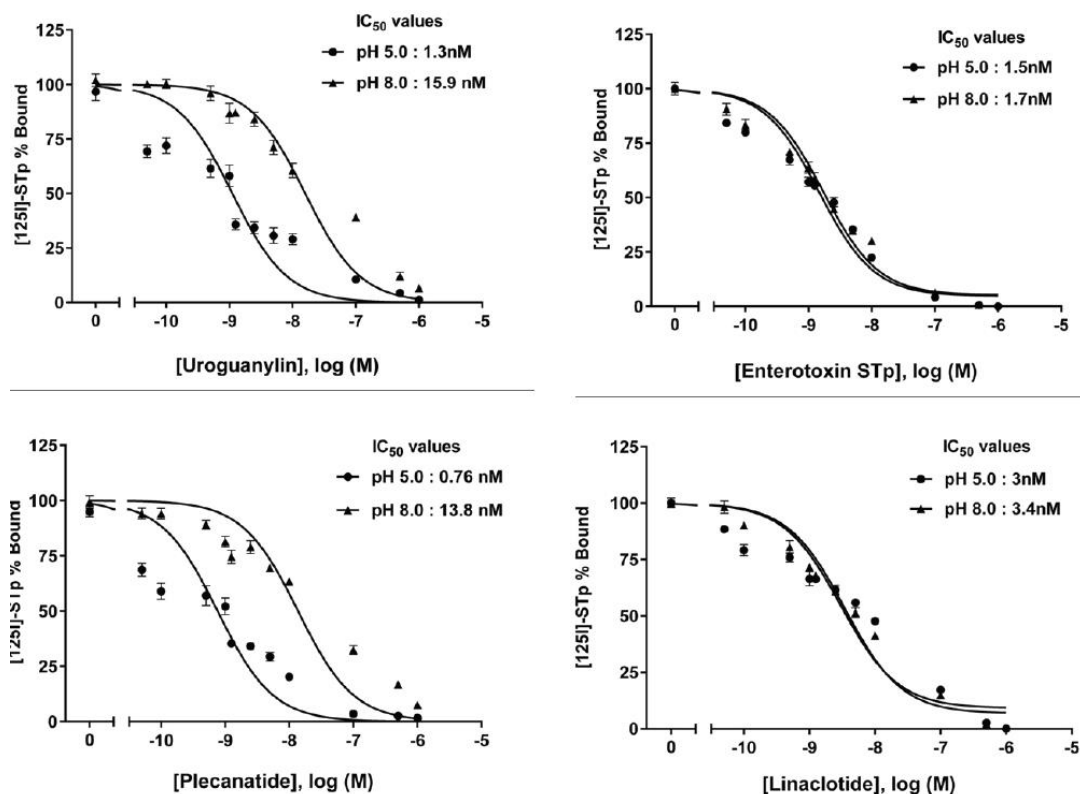 IC50 values
pH 5.0 : 1.3nM
pH 8.0 : 15.9 nM
125
100
75
50
25
0
[125I]-STp % Bound
0 -10 -9 -8 -7 -6 -5
[Uroguanylin], log (M)
IC50 values
pH 5.0 : 1.5nM
pH 8.0 : 1.7nM
125
100
75
50
25
0
[125I]-STp % Bound
0 -10 -9 -8 -7 -6 -5
[Enterotoxin STp], log (M)
IC50 values
pH 5.0 : 0.76 nM
pH 8.0 : 13.8 nM
125
100
75
50
25
0
[125I]-STp % Bound
0 -10 -9 -8 -7 -6 -5
[Plecanatide], log (M)
IC50 values
pH 5.0 : 3nM
pH 8.0 : 3.4nM
125
100
75
50
25
0
[125I]-STp % Bound
0 -10 -9 -8 -7 -6 -5
[Linaclotide], log (M)